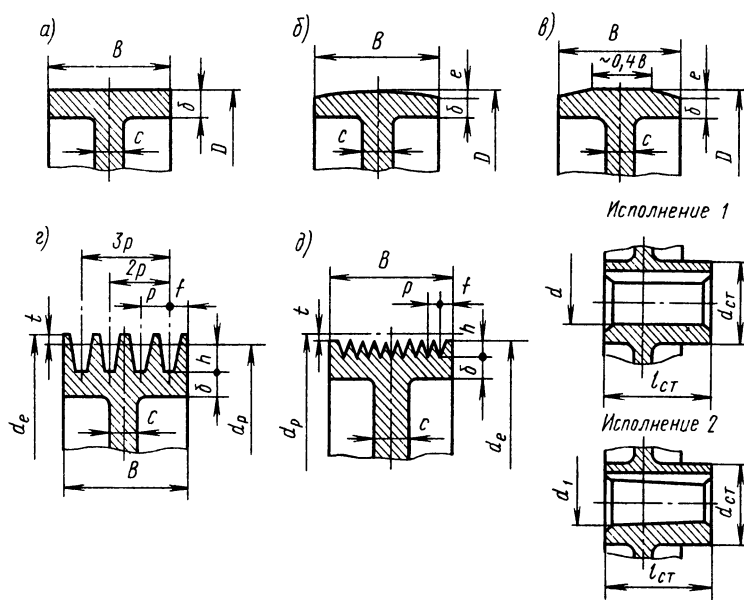 а)
B
δ
c
D
б)
B
e
δ
c
D
в)
B
~0,4B
e
δ
c
D
г)
3p
2p
p
f
t
h
δ
d_e
d_p
c
B
д)
B
p
f
t
h
δ
d_p
d_e
c
Исполнение 1
d
d_ст
l_ст
Исполнение 2
d_1
d_ст
l_ст